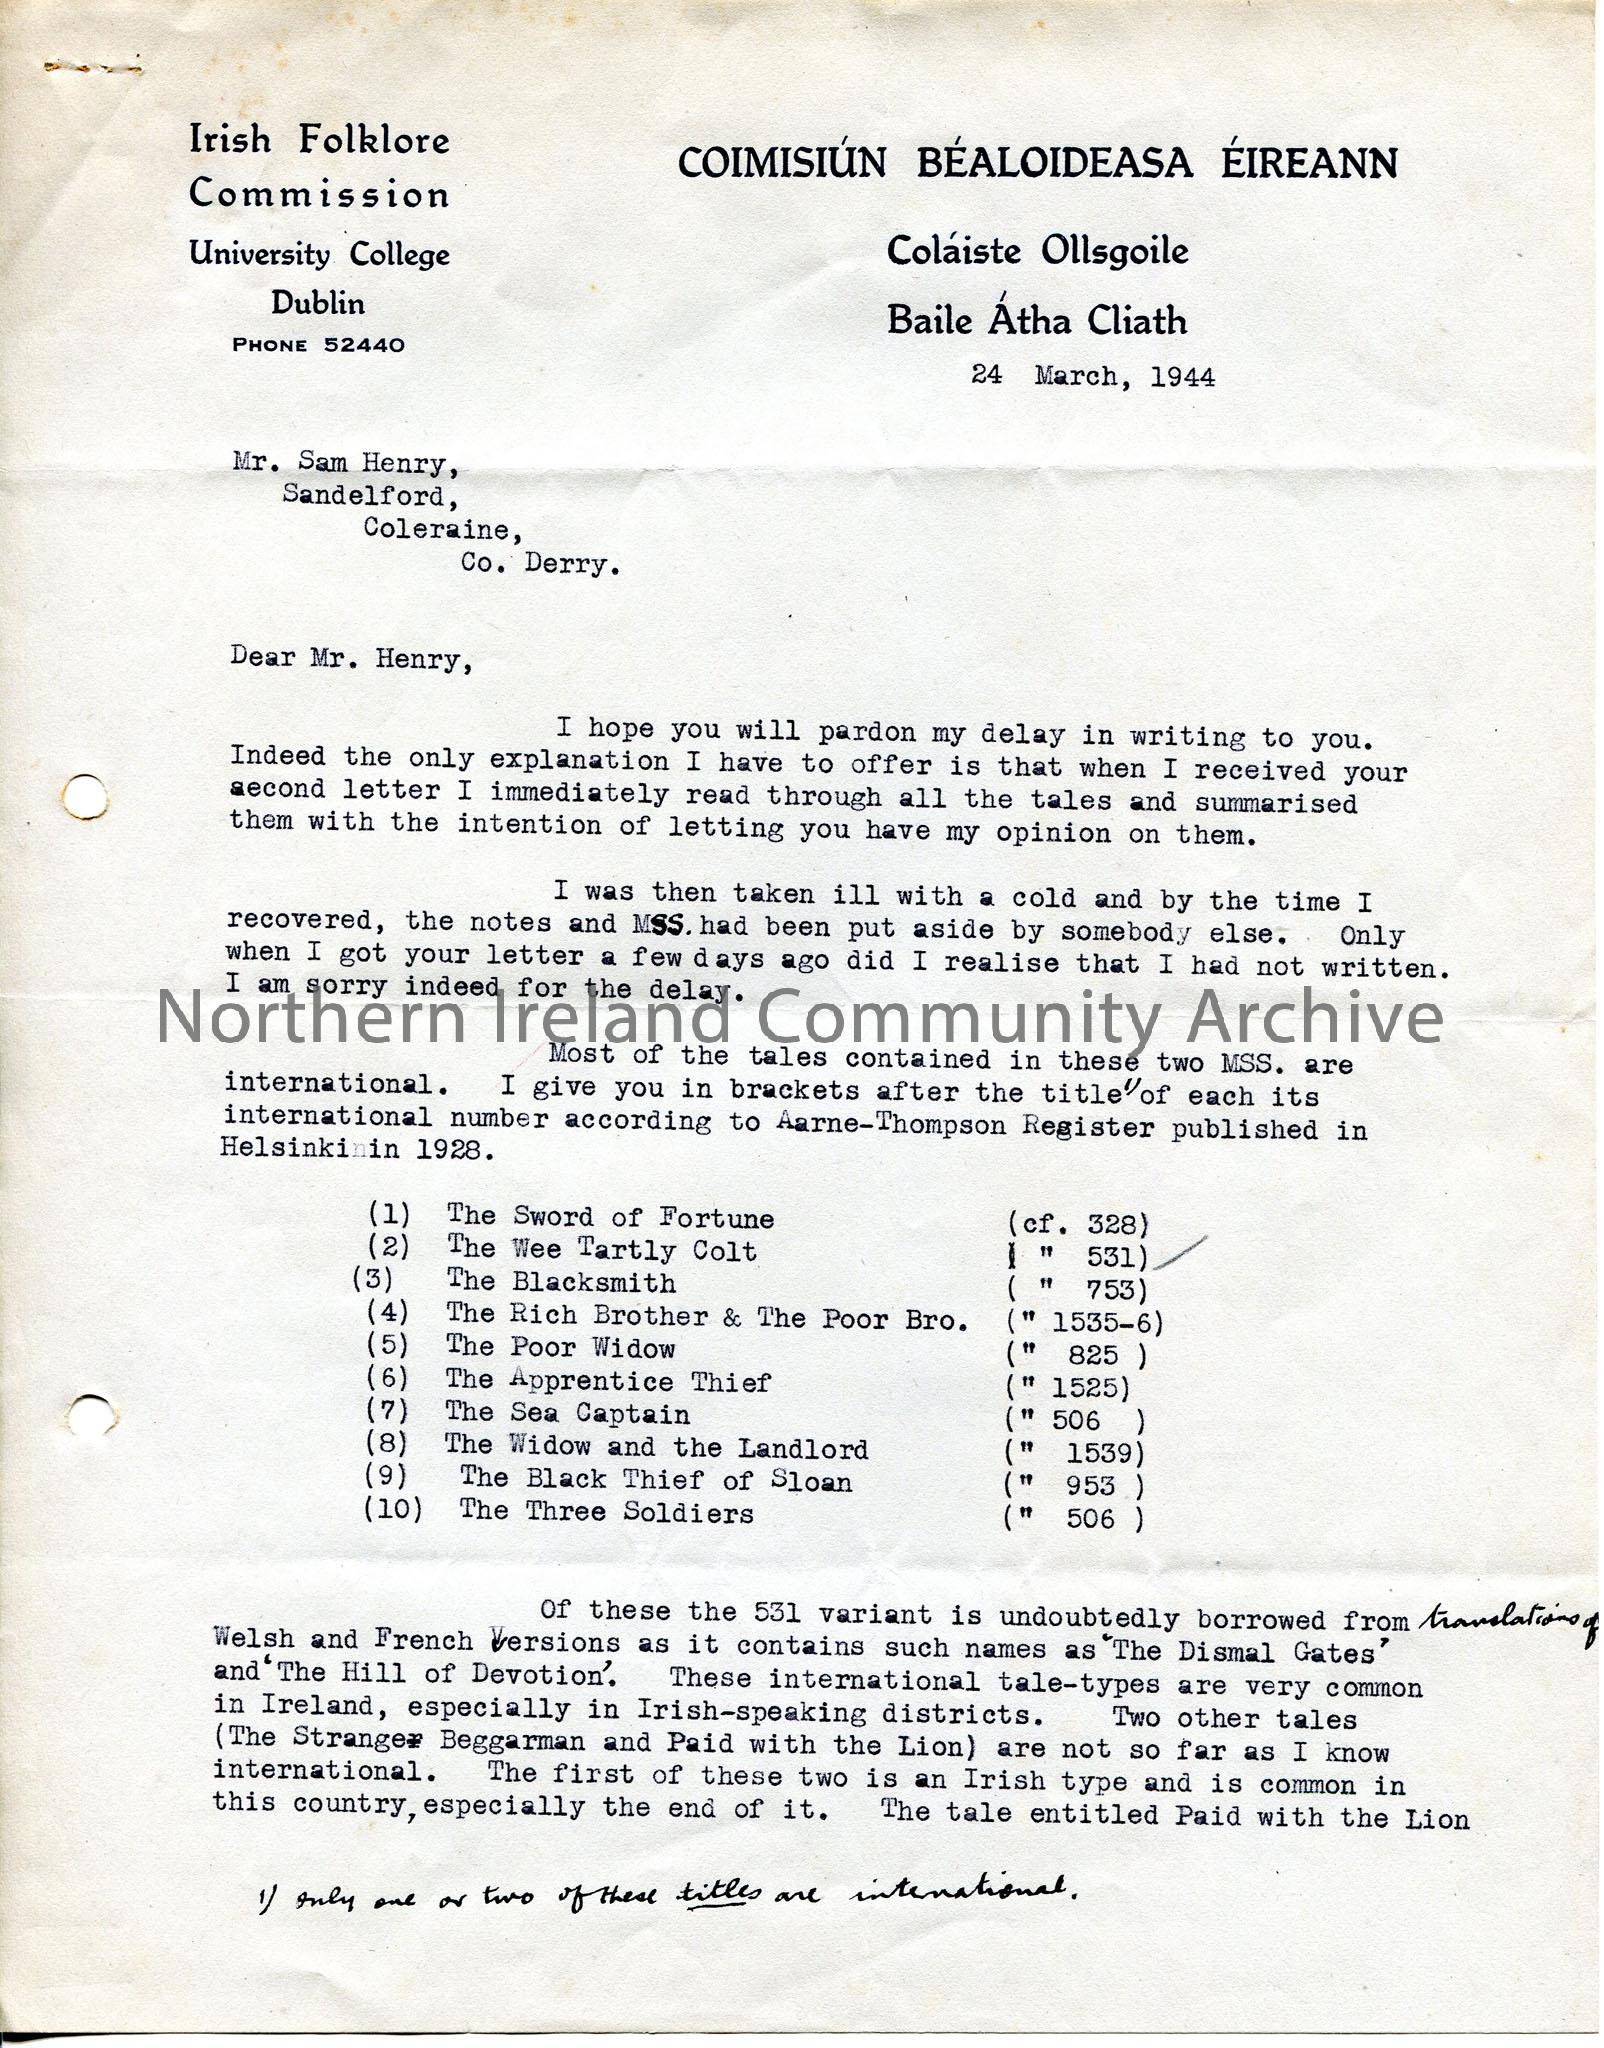 Irish Folklore
Commission
University College
Dublin
PHONE 52440
COIMISIÚN BÉALOIDEASA ÉIREANN
Coláiste Ollsgoile
Baile Átha Cliath
24 March, 1944
Mr. Sam Henry,
Sandelford,
Coleraine,
Co. Derry.
Dear Mr. Henry,
I hope you will pardon my delay in writing to you.
Indeed the only explanation I have to offer is that when I received your
second letter I immediately read through all the tales and summarised
them with the intention of letting you have my opinion on them.
I was then taken ill with a cold and by the time I
recovered, the notes and MSS. had been put aside by somebody else. Only
when I got your letter a few days ago did I realise that I had not written.
I am sorry indeed for the delay.
Northern Ireland Community Archive
Most of the tales contained in these two MSS. are
international. I give you in brackets after the title 1) of each its
international number according to Aarne-Thompson Register published in
Helsinki in 1928.
(1) The Sword of Fortune (cf. 328)
(2) The Wee Tartly Colt ( " 531)
(3) The Blacksmith ( " 753)
(4) The Rich Brother & The Poor Bro. (" 1535-6)
(5) The Poor Widow (" 825 )
(6) The Apprentice Thief (" 1525)
(7) The Sea Captain (" 506 )
(8) The Widow and the Landlord (" 1539)
(9) The Black Thief of Sloan (" 953 )
(10) The Three Soldiers (" 506 )
Of these the 531 variant is undoubtedly borrowed from translations of
Welsh and French Versions as it contains such names as 'The Dismal Gates'
and 'The Hill of Devotion'. These international tale-types are very common
in Ireland, especially in Irish-speaking districts. Two other tales
(The Stranger Beggarman and Paid with the Lion) are not so far as I know
international. The first of these two is an Irish type and is common in
this country, especially the end of it. The tale entitled Paid with the Lion
1) only one or two of these titles are international.